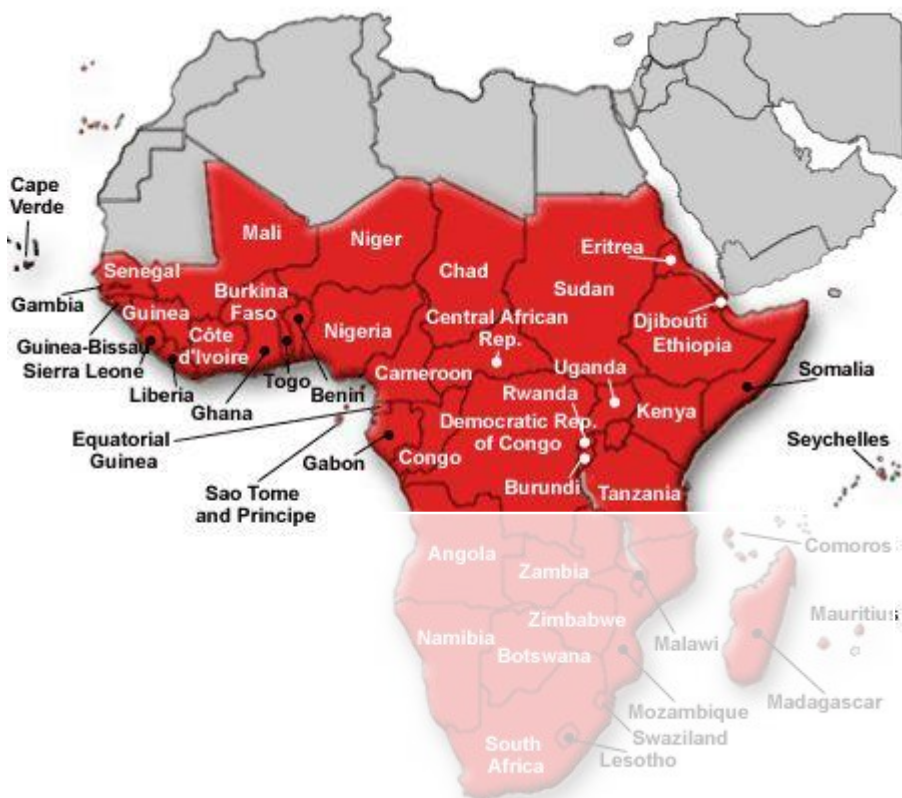 Cape
Verde
Mali
Niger
Chad
Eritrea
Sudan
Senegal
Gambia
Guinea
Burkina
Faso
Nigeria
Central African
Rep.
Djibouti
Ethiopia
Côte
d'Ivoire
Guinea-Bissau
Sierra Leone
Liberia
Ghana
Togo
Benin
Cameroon
Uganda
Rwanda
Kenya
Somalia
Democratic Rep.
of Congo
Equatorial
Guinea
Gabon
Congo
Burundi
Tanzania
Seychelles
Sao Tome
and Principe
Angola
Zambia
Comoros
Zimbabwe
Malawi
Mauritius
Namibia
Botswana
Madagascar
Mozambique
Swaziland
Lesotho
South
Africa